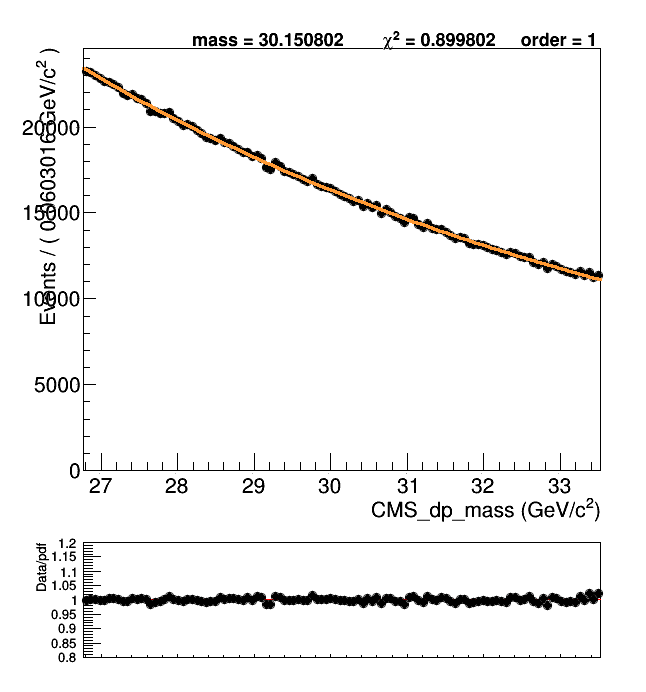 mass = 30.150802 χ² = 0.899802 order = 1
Events / ( 0.0603016 GeV/c² )
20000
15000
10000
5000
0
27 28 29 30 31 32 33
CMS_dp_mass (GeV/c²)
Data/pdf
1.2
1.15
1.1
1.05
1
0.95
0.9
0.85
0.8